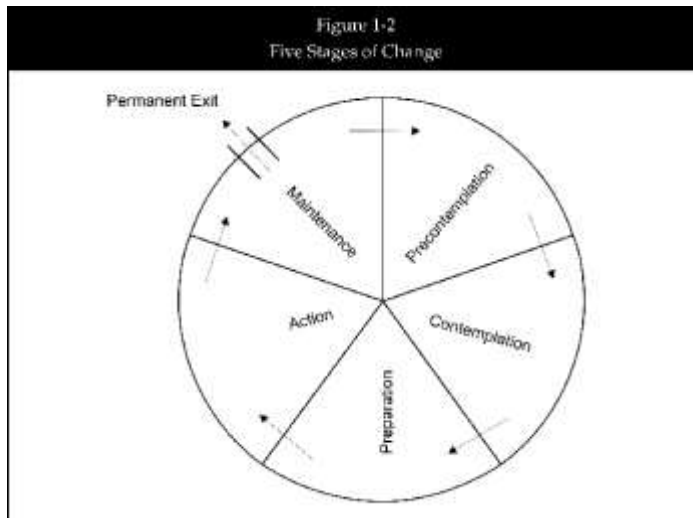 Figure 1-2
Five Stages of Change
Permanent Exit
Maintenance
Precontemplation
Action
Contemplation
Preparation